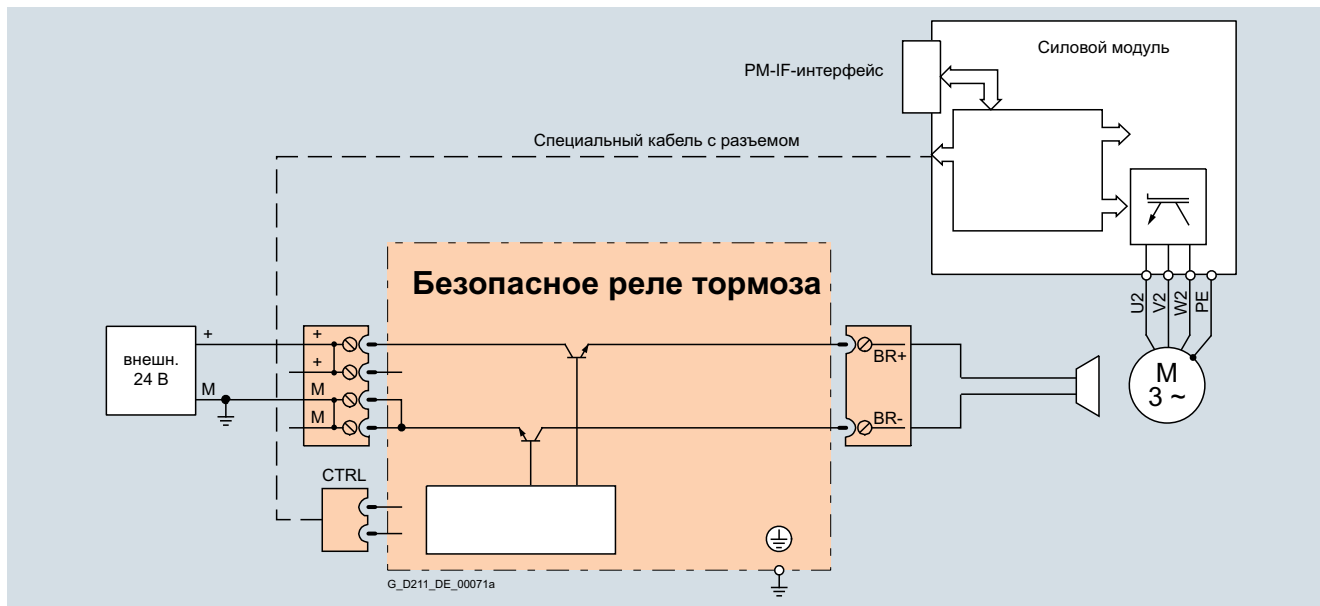 Силовой модуль
PM-IF-интерфейс
Специальный кабель с разъемом
Безопасное реле тормоза
U2
V2
W2
PE
внешн.
24 В
+
M
+
+
M
M
BR+
BR-
M
3 ~
CTRL
G_D211_DE_00071a